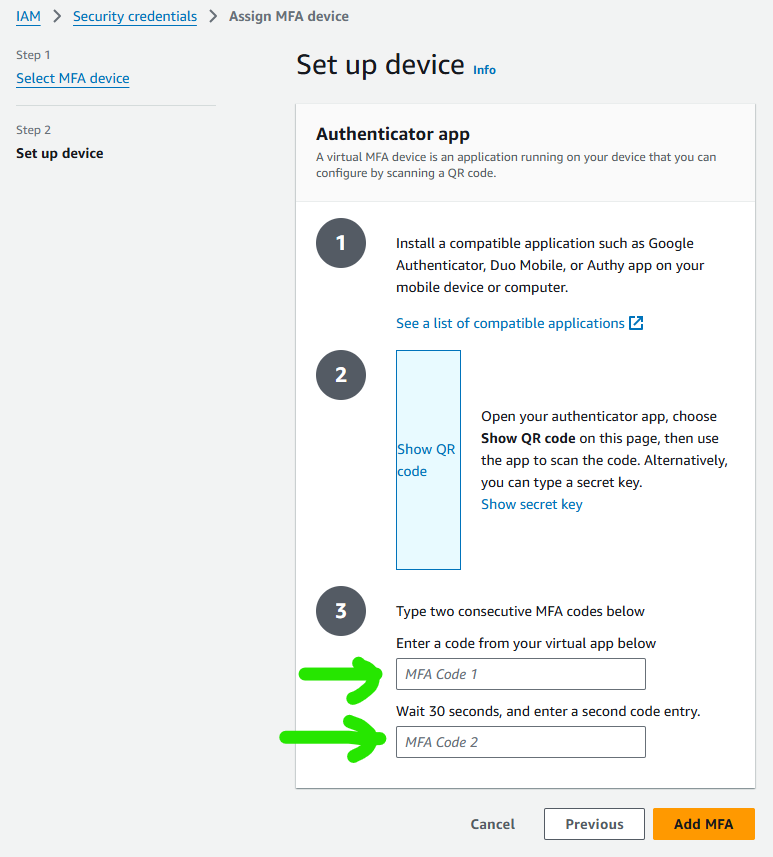 IAM > Security credentials > Assign MFA device
Step 1
Select MFA device
Step 2
Set up device
Set up device Info
Authenticator app
A virtual MFA device is an application running on your device that you can
configure by scanning a QR code.
1
Install a compatible application such as Google
Authenticator, Duo Mobile, or Authy app on your
mobile device or computer.
See a list of compatible applications
2
Show QR
code
Open your authenticator app, choose
Show QR code on this page, then use
the app to scan the code. Alternatively,
you can type a secret key.
Show secret key
3
Type two consecutive MFA codes below
Enter a code from your virtual app below
MFA Code 1
Wait 30 seconds, and enter a second code entry.
MFA Code 2
Cancel
Previous
Add MFA